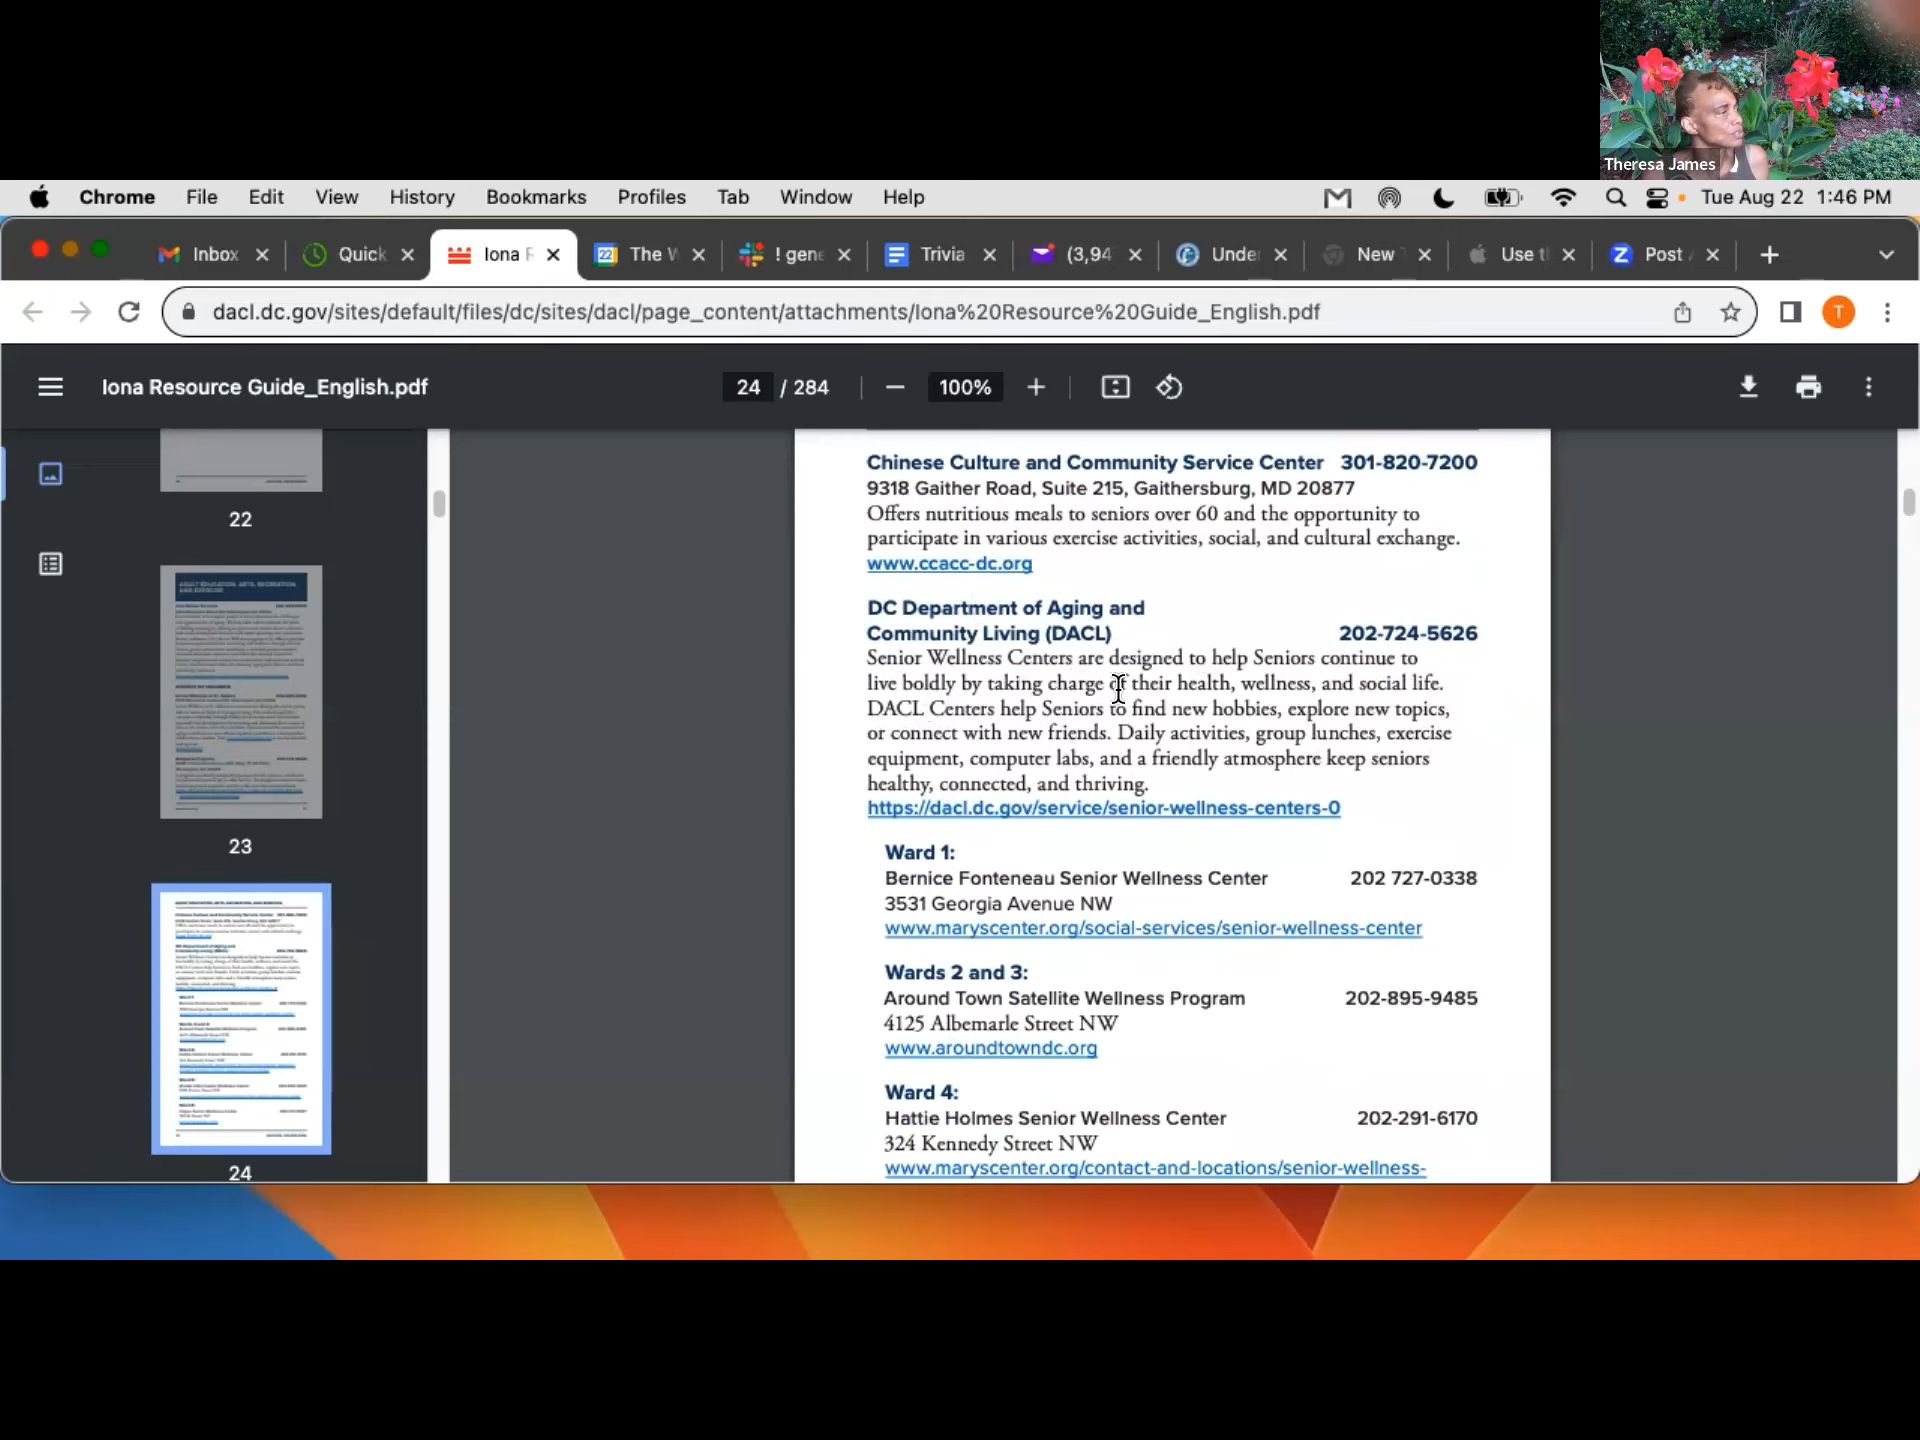 Theresa James
Chrome File Edit View History Bookmarks Profiles Tab Window Help Tue Aug 22 1:46 PM
Inbox Quick Iona R 22 The W ! gene Trivia (3,94 Unde New Use t Post
dacl.dc.gov/sites/default/files/dc/sites/dacl/page_content/attachments/Iona%20Resource%20Guide_English.pdf T
Iona Resource Guide_English.pdf 24 / 284 100%
22
ADULT EDUCATION, ARTS, RECREATION,
AND EXERCISE
23
24
Chinese Culture and Community Service Center 301-820-7200
9318 Gaither Road, Suite 215, Gaithersburg, MD 20877
Offers nutritious meals to seniors over 60 and the opportunity to
participate in various exercise activities, social, and cultural exchange.
www.ccacc-dc.org
DC Department of Aging and
Community Living (DACL) 202-724-5626
Senior Wellness Centers are designed to help Seniors continue to
live boldly by taking charge of their health, wellness, and social life.
DACL Centers help Seniors to find new hobbies, explore new topics,
or connect with new friends. Daily activities, group lunches, exercise
equipment, computer labs, and a friendly atmosphere keep seniors
healthy, connected, and thriving.
https://dacl.dc.gov/service/senior-wellness-centers-0
Ward 1:
Bernice Fonteneau Senior Wellness Center 202 727-0338
3531 Georgia Avenue NW
www.maryscenter.org/social-services/senior-wellness-center
Wards 2 and 3:
Around Town Satellite Wellness Program 202-895-9485
4125 Albemarle Street NW
www.aroundtowndc.org
Ward 4:
Hattie Holmes Senior Wellness Center 202-291-6170
324 Kennedy Street NW
www.maryscenter.org/contact-and-locations/senior-wellness-